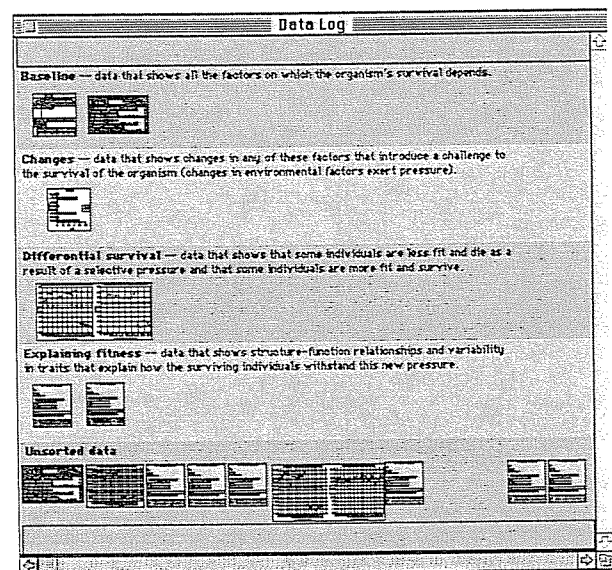 Data Log
Baseline — data that shows all the factors on which the organism's survival depends.
Changes — data that shows changes in any of these factors that introduce a challenge to
the survival of the organism (changes in environmental factors exert pressure).
Differential survival — data that shows that some individuals are less fit and die as a
result of a selective pressure and that some individuals are more fit and survive.
Explaining fitness — data that shows structure-function relationships and variability
in traits that explain how the surviving individuals withstand this new pressure.
Unsorted data